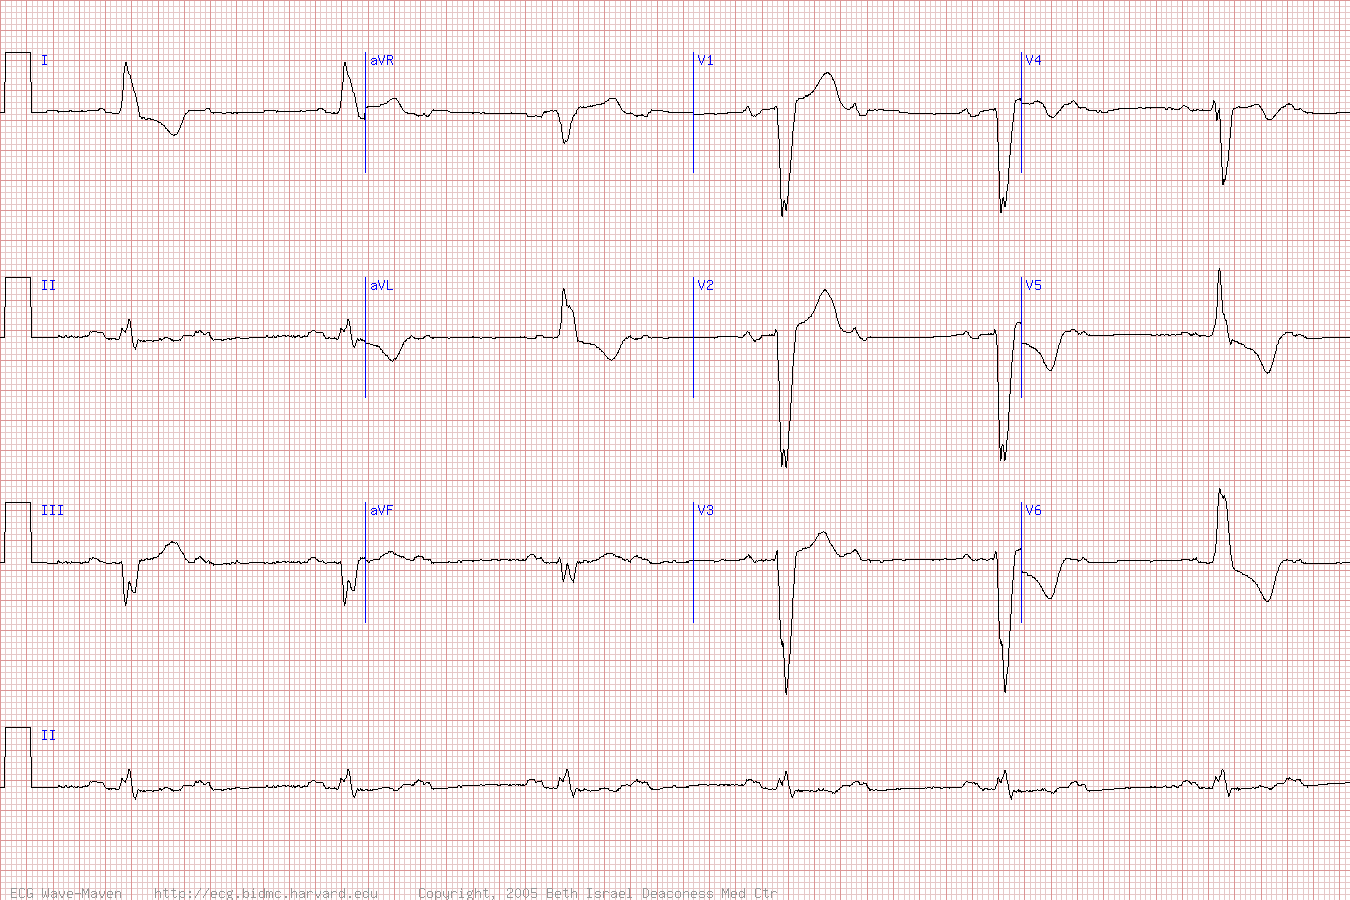 I aVR V1 V4
II aVL V2 V5
III aVF V3 V6
II
ECG Wave-Maven http://ecg.bidmc.harvard.edu Copyright, 2005 Beth Israel Deaconess Med Ctr